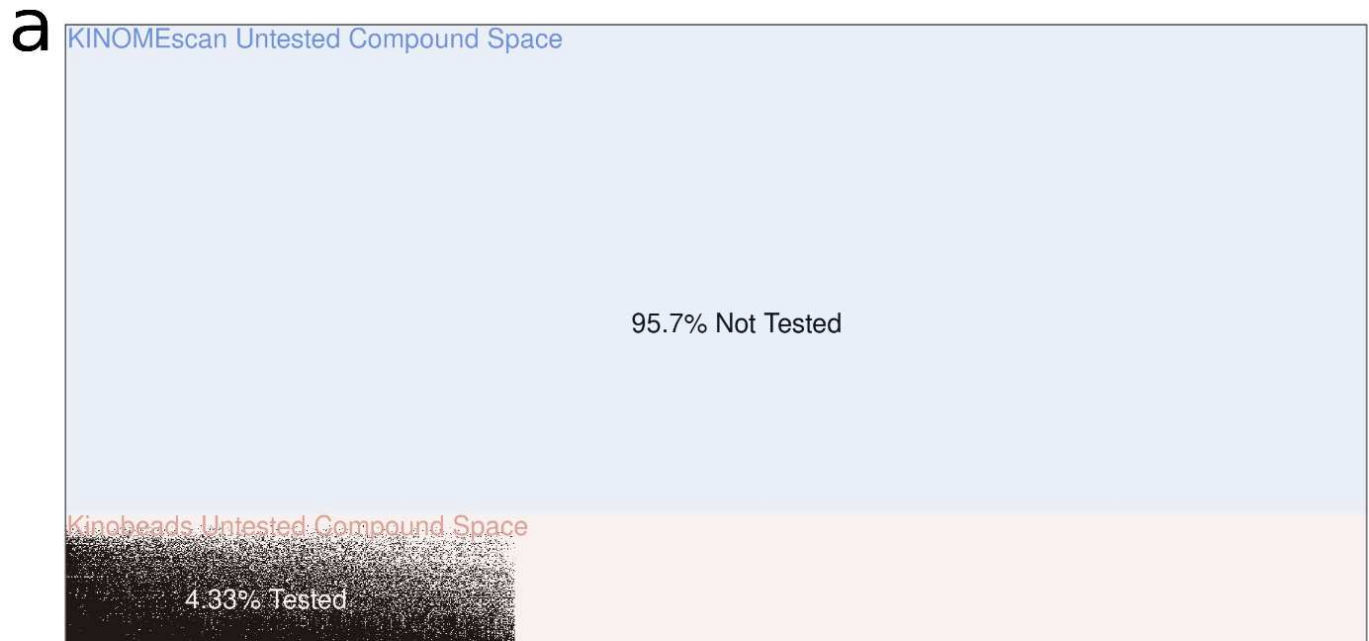 a
KINOMEscan Untested Compound Space
95.7% Not Tested
Kinobeads Untested Compound Space
4.33% Tested